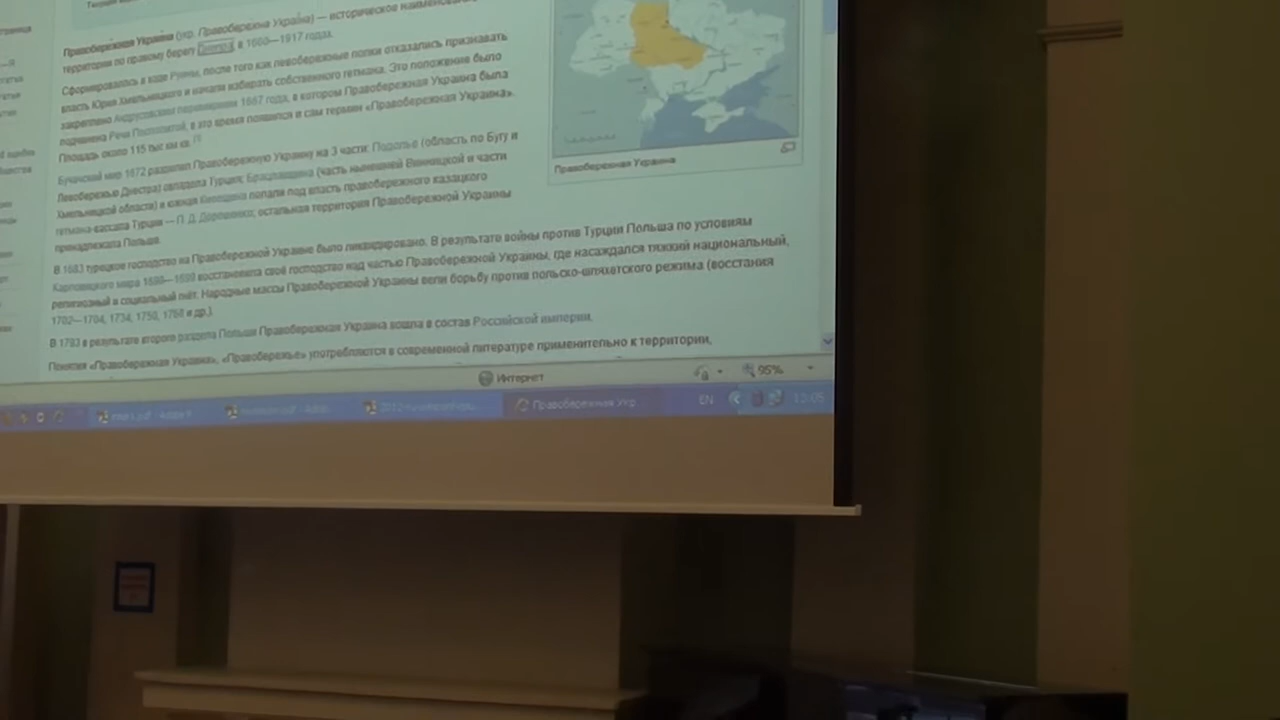 Правобережная Украина (укр. Правобережна Україна) — историческое наименование
территории по правому берегу Днепра, в 1660—1917 годах.
Сформировалась в ходе Руины, после того как левобережные полки отказались признавать
власть Юрия Хмельницкого и начали избирать собственного гетмана. Это положение было
закреплено Андрусовским перемирием 1667 года, в котором Правобережная Украина была
подчинена Речи Посполитой, в это время появился и сам термин «Правобережная Украина».
Площадь около 115 тыс км кв.
Бучачский мир 1672 разделил Правобережную Украину на 3 части: Подолье (область по Бугу и
Левобережью Днестра) овладела Турция; Брацлавщина (часть нынешней Винницкой и части
Хмельницкой области) и южная Киевщина попали под власть правобережного казацкого
гетмана-вассала Турции — П. Д. Дорошенко; остальная территория Правобережной Украины
принадлежала Польше.
Правобережная Украина
В 1683 турецкое господство на Правобережной Украине было ликвидировано. В результате войны против Турции Польша по условиям
Карловицкого мира 1698—1699 восстановила своё господство над частью Правобережной Украины, где насаждался тяжкий национальный,
религиозный и социальный гнёт. Народные массы Правобережной Украины вели борьбу против польско-шляхетского режима (восстания
1702—1704, 1734, 1750, 1768 и др.).
В 1793 в результате второго раздела Польши Правобережная Украина вошла в состав Российской империи.
Понятия «Правобережная Украина», «Правобережье» употребляются в современной литературе применительно к территории,
Интернет 95%
Правобережная Укр... EN 12:05